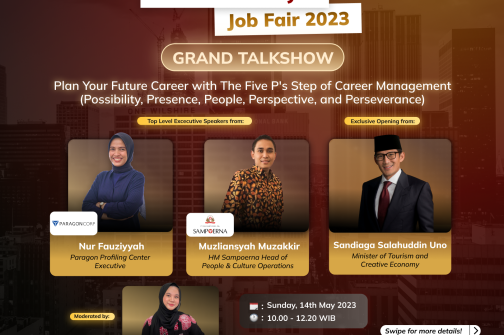 Job Fair 2023
GRAND TALKSHOW
Plan Your Future Career with The Five P's Step of Career Management
(Possibility, Presence, People, Perspective, and Perseverance)
Top Level Excecutive Speakers from:
Exclusive Opening from:
PARAGONCORP
SAMPOERNA
Nur Fauziyyah
Paragon Profiling Center
Executive
Muzliansyah Muzakkir
HM Sampoerna Head of
People & Culture Operations
Sandiaga Salahuddin Uno
Minister of Tourism and
Creative Economy
Moderated by:
: Sunday, 14th May 2023
: 10.00 - 12.20 WIB
Swipe for more details!